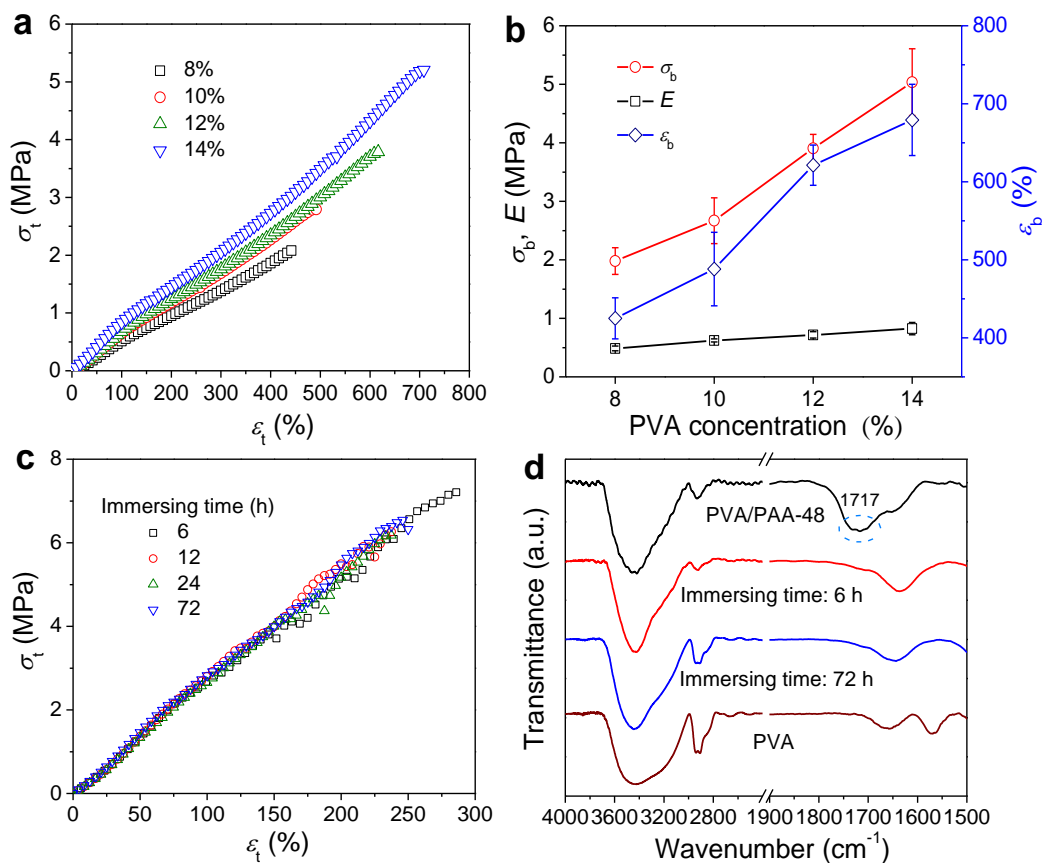 a
σt (MPa)
6
5
4
3
2
1
0
8%
10%
12%
14%
0 100 200 300 400 500 600 700 800
εt (%)
b
σb, E (MPa)
6
5
4
3
2
1
0
σb
E
εb
800
700
600
500
400
εb (%)
8 10 12 14
PVA concentration (%)
c
σt (MPa)
8
6
4
2
0
Immersing time (h)
6
12
24
72
0 50 100 150 200 250 300
εt (%)
d
Transmittance (a.u.)
1717
PVA/PAA-48
Immersing time: 6 h
Immersing time: 72 h
PVA
4000 3600 3200 2800 1900 1800 1700 1600 1500
Wavenumber (cm-1)